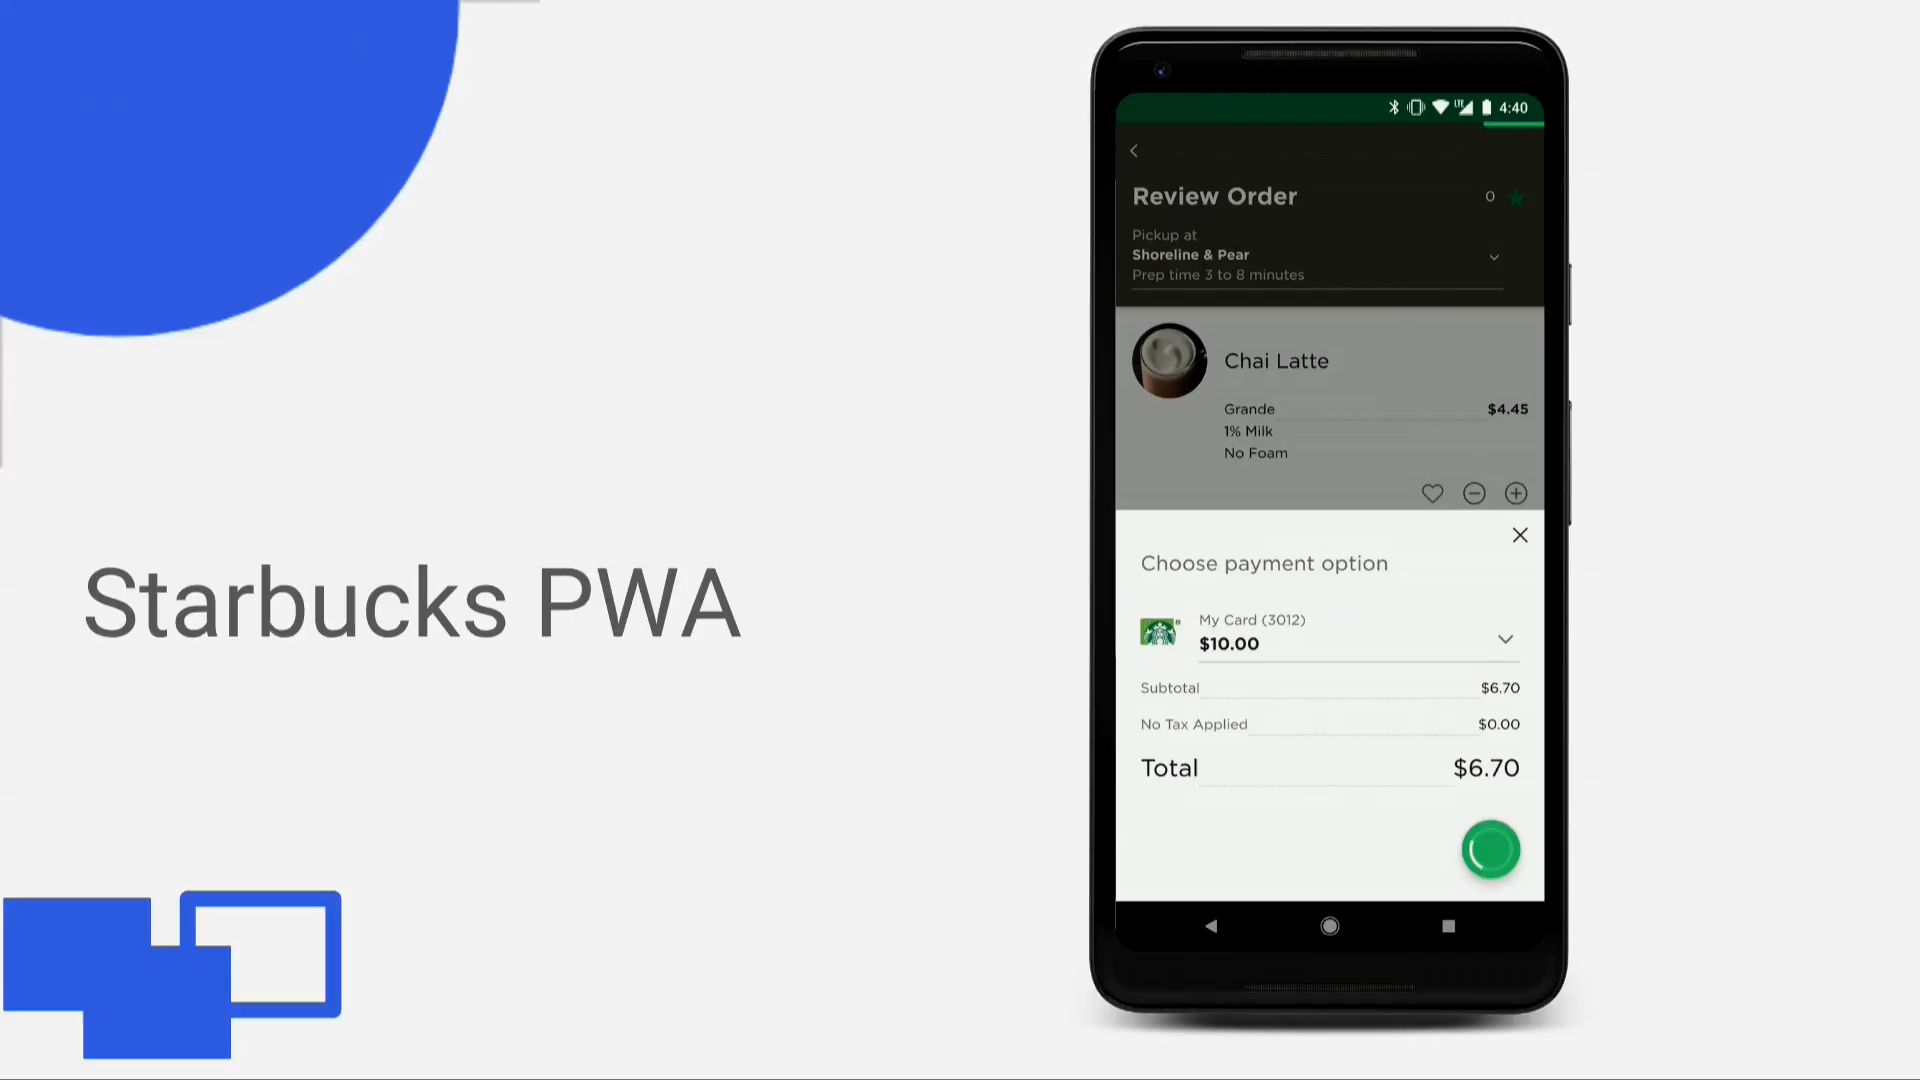 Starbucks PWA
LTE 4:40
Review Order 0
Pickup at
Shoreline & Pear
Prep time 3 to 8 minutes
Chai Latte
Grande $4.45
1% Milk
No Foam
Choose payment option
My Card (3012)
$10.00
Subtotal $6.70
No Tax Applied $0.00
Total $6.70